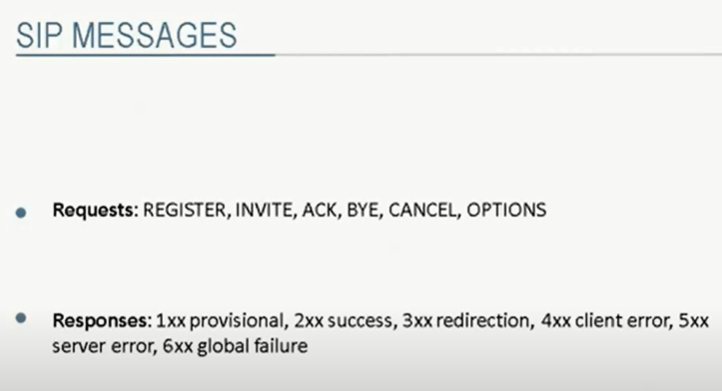 SIP MESSAGES
Requests: REGISTER, INVITE, ACK, BYE, CANCEL, OPTIONS
Responses: 1xx provisional, 2xx success, 3xx redirection, 4xx client error, 5xx
server error, 6xx global failure